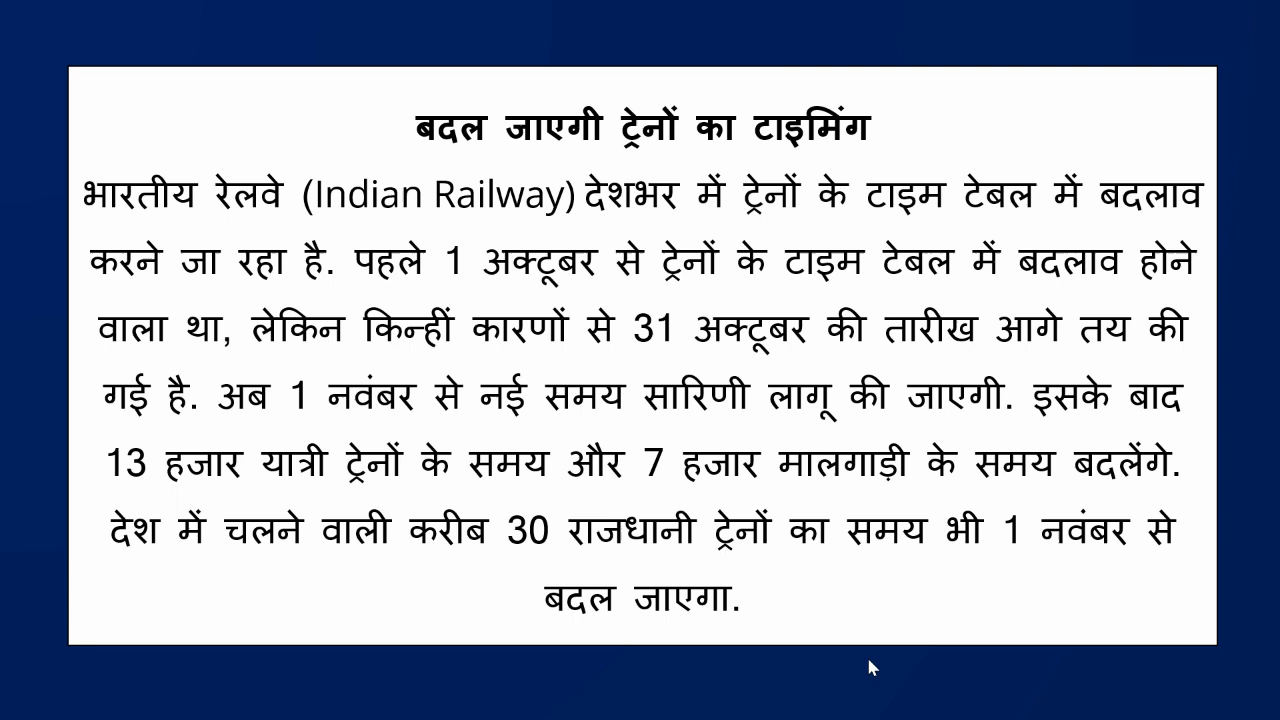 बदल जाएगी ट्रेनों का टाइमिंग
भारतीय रेलवे (Indian Railway) देशभर में ट्रेनों के टाइम टेबल में बदलाव
करने जा रहा है. पहले 1 अक्टूबर से ट्रेनों के टाइम टेबल में बदलाव होने
वाला था, लेकिन किन्हीं कारणों से 31 अक्टूबर की तारीख आगे तय की
गई है. अब 1 नवंबर से नई समय सारिणी लागू की जाएगी. इसके बाद
13 हजार यात्री ट्रेनों के समय और 7 हजार मालगाड़ी के समय बदलेंगे.
देश में चलने वाली करीब 30 राजधानी ट्रेनों का समय भी 1 नवंबर से
बदल जाएगा.